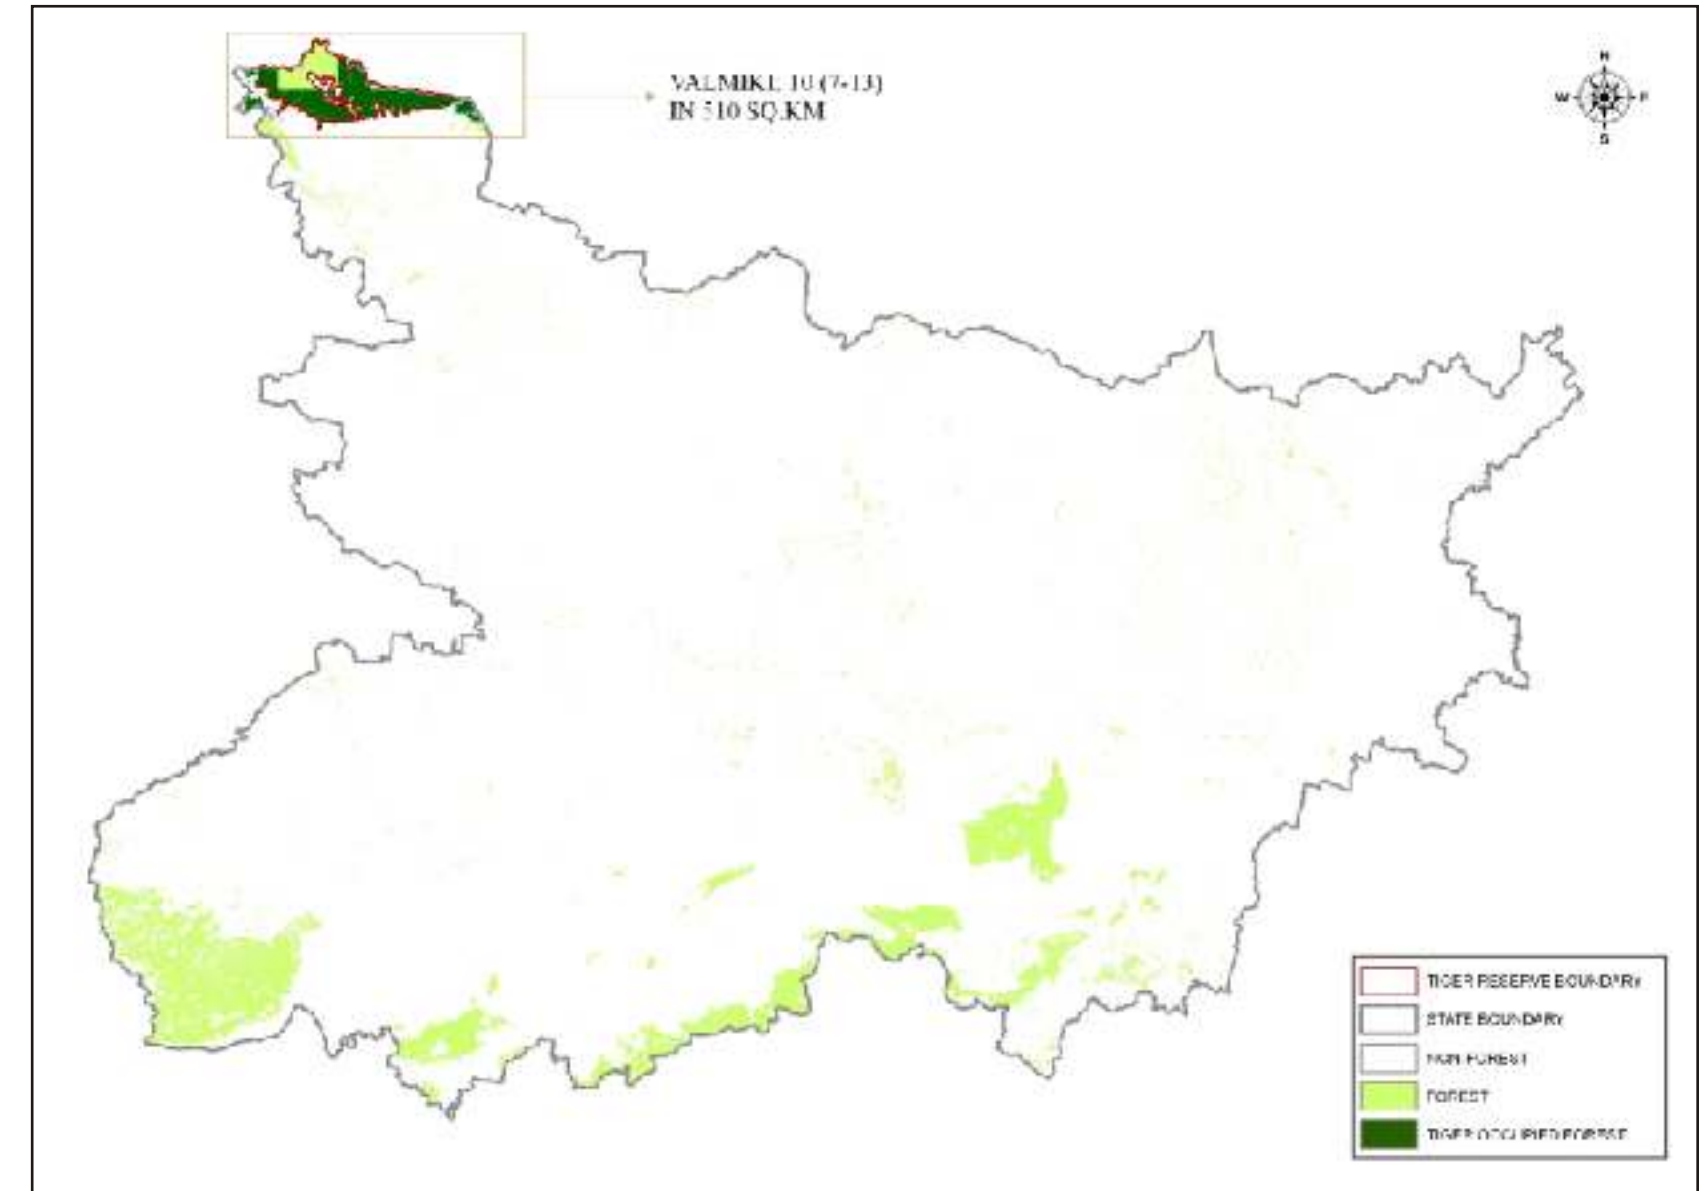 VALMIKI 10 (7-13)
IN 510 SQ.KM
N
W
S
TIGER RESERVE BOUNDARY
STATE BOUNDARY
NON FOREST
FOREST
TIGER OCCUPIED FOREST